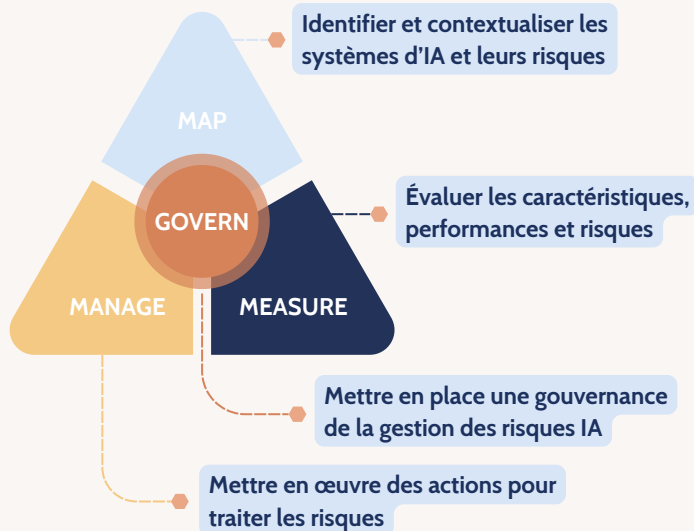 Identifier et contextualiser les
systèmes d'IA et leurs risques
MAP
Évaluer les caractéristiques,
performances et risques
GOVERN
MANAGE
MEASURE
Mettre en place une gouvernance
de la gestion des risques IA
Mettre en œuvre des actions pour
traiter les risques